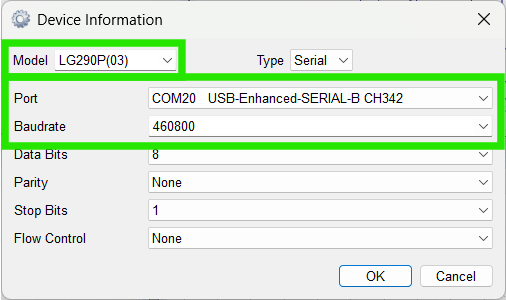 Device Information
Model LG290P(03) Type Serial
Port COM20 USB-Enhanced-SERIAL-B CH342
Baudrate 460800
Data Bits 8
Parity None
Stop Bits 1
Flow Control None
OK Cancel